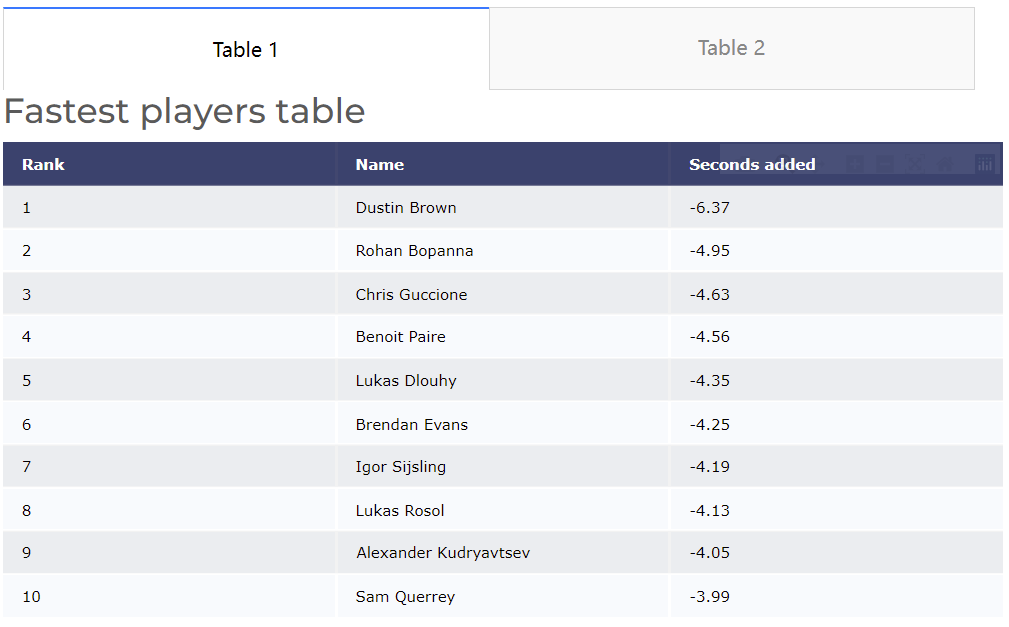 Table 1 Table 2
Fastest players table
Rank Name Seconds added
1 Dustin Brown -6.37
2 Rohan Bopanna -4.95
3 Chris Guccione -4.63
4 Benoit Paire -4.56
5 Lukas Dlouhy -4.35
6 Brendan Evans -4.25
7 Igor Sijsling -4.19
8 Lukas Rosol -4.13
9 Alexander Kudryavtsev -4.05
10 Sam Querrey -3.99